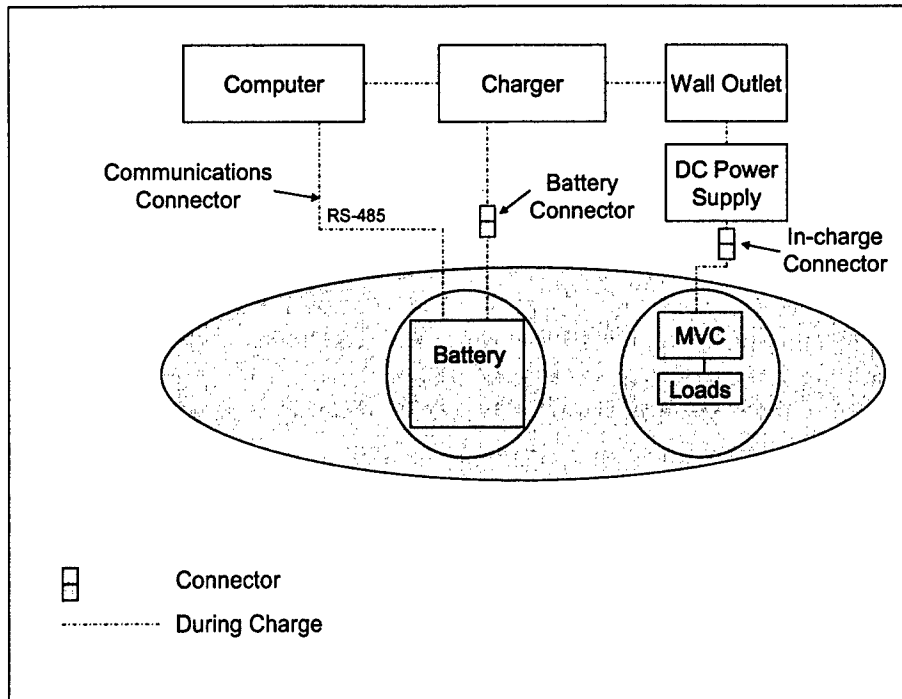 Computer
Charger
Wall Outlet
Communications
Connector
RS-485
Battery
Connector
DC Power
Supply
In-charge
Connector
Battery
MVC
Loads
Connector
During Charge